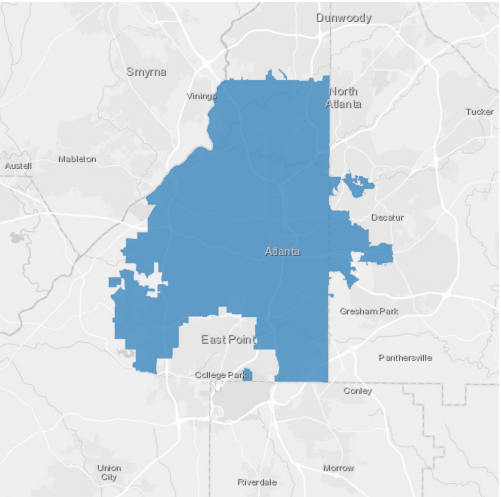 Dunwoody
Smyrna
Vinings
North
Atlanta
Tucker
Mableton
Austell
Decatur
Atlanta
Gresham Park
East Point
Panthersville
College Park
Conley
Union
City
Morrow
Riverdale